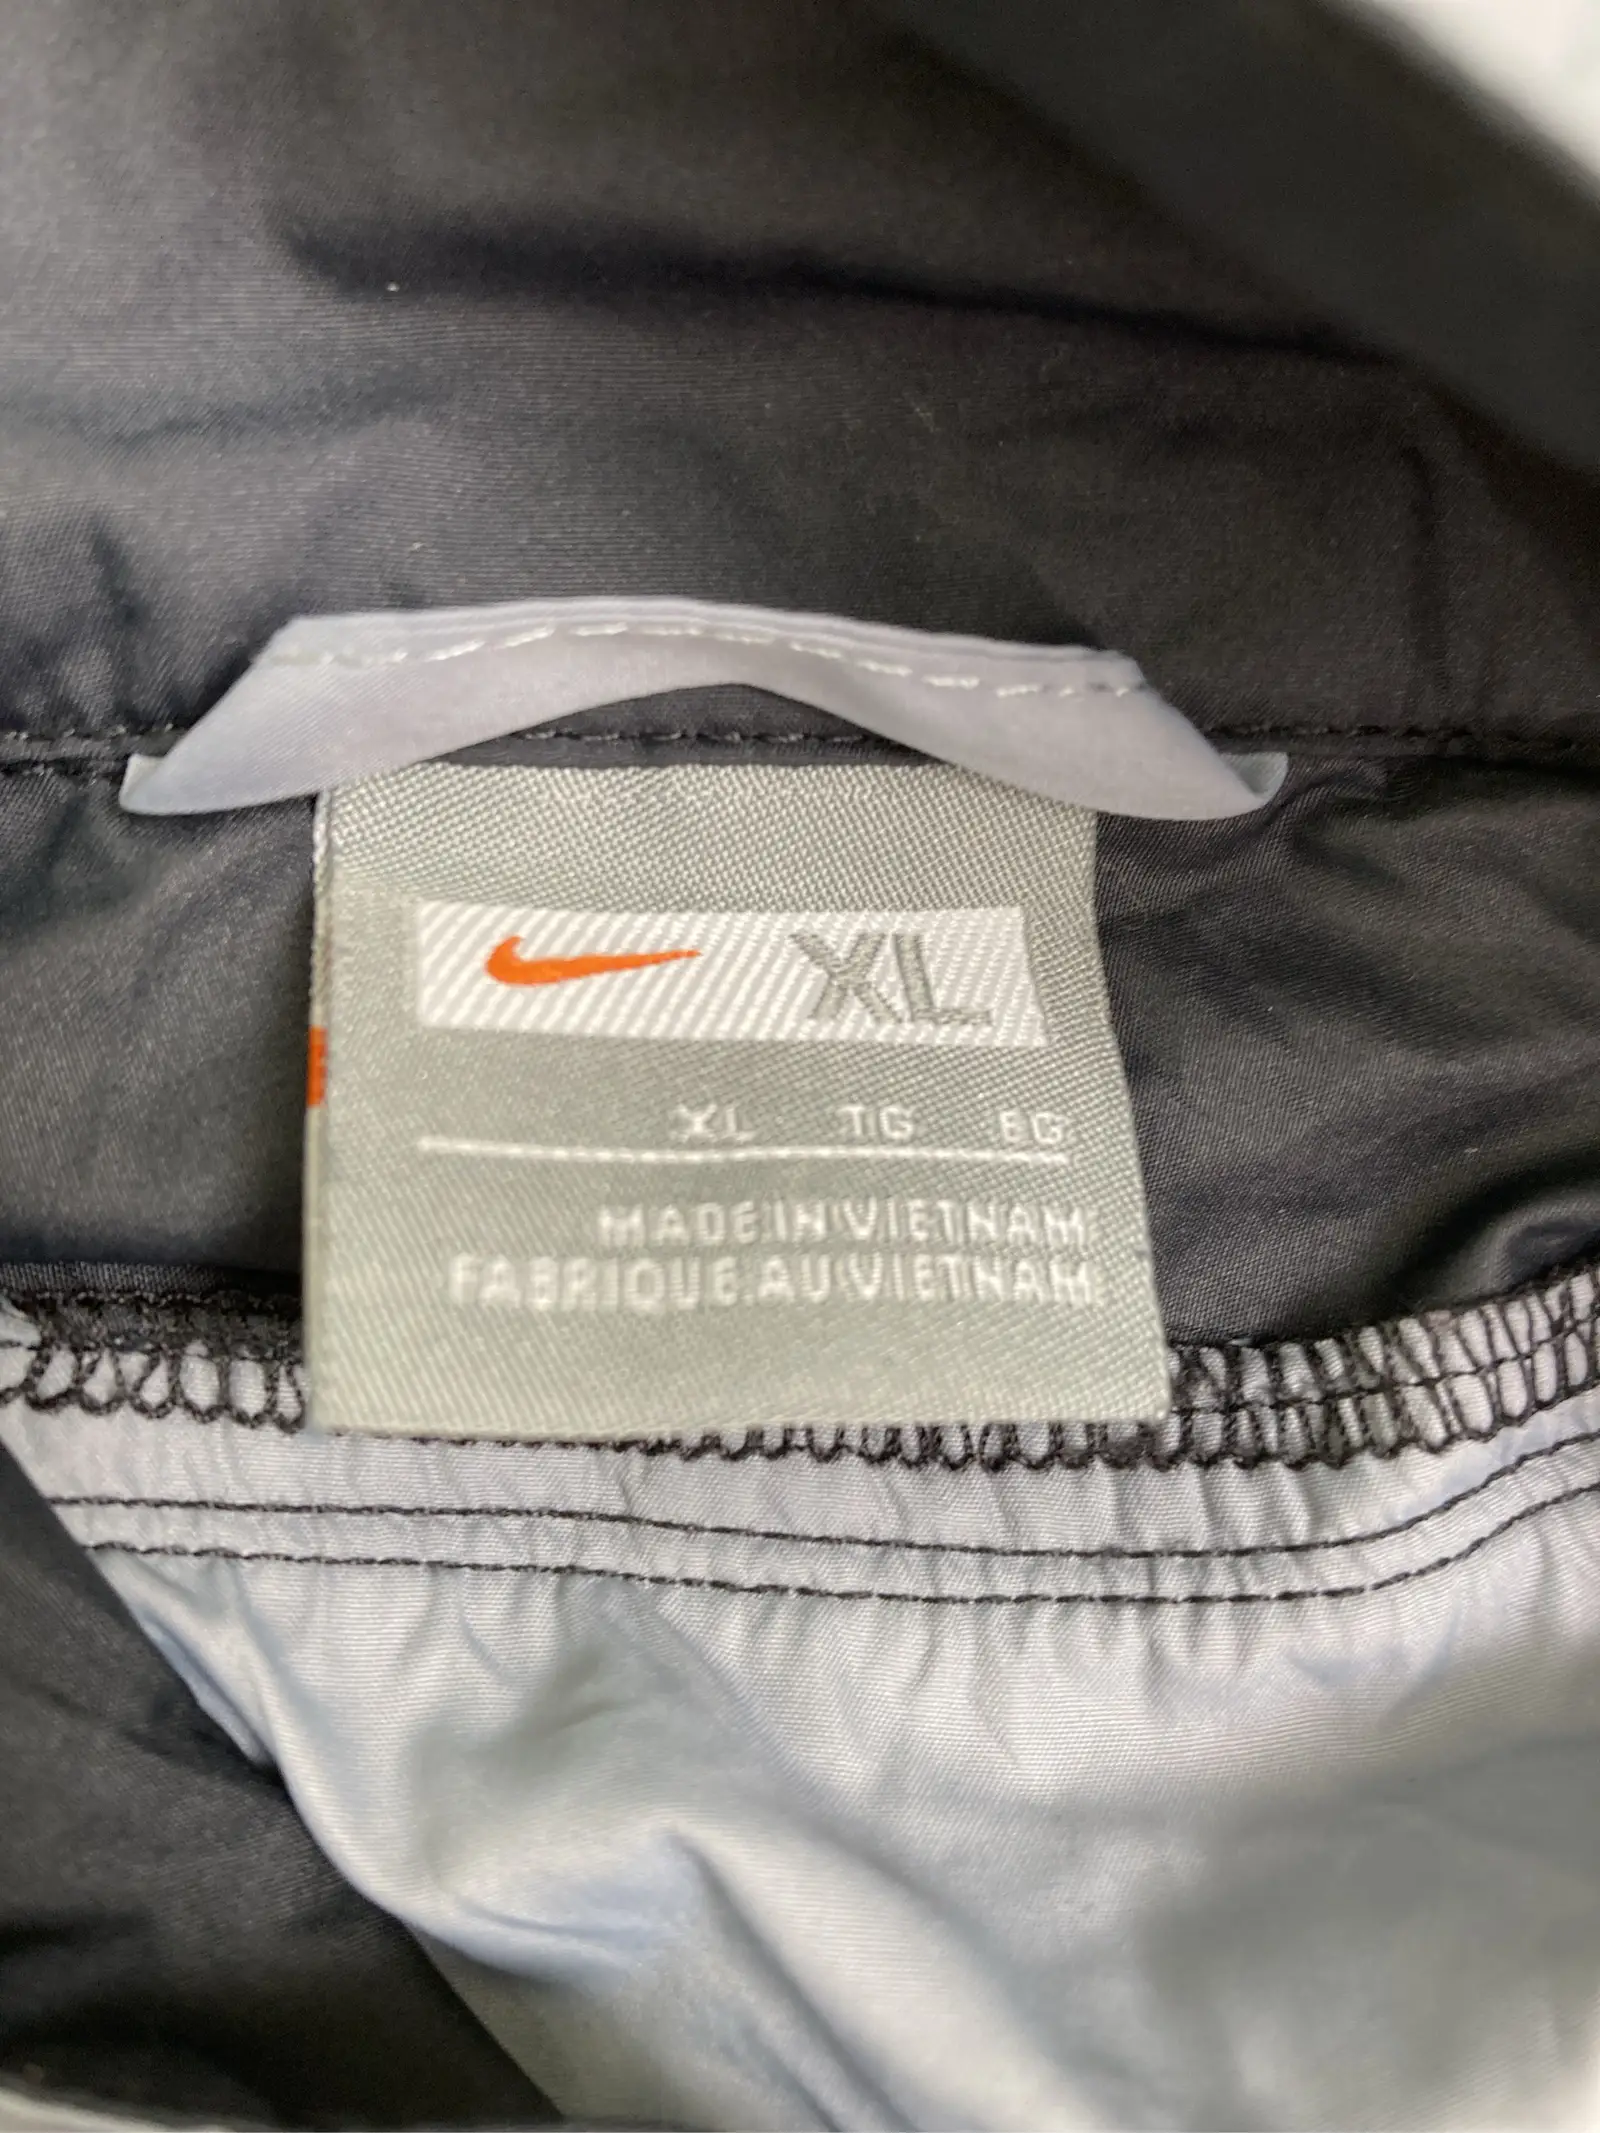 XL
XL TG EG
MADE IN VIETNAM
FABRIQUE AU VIETNAM